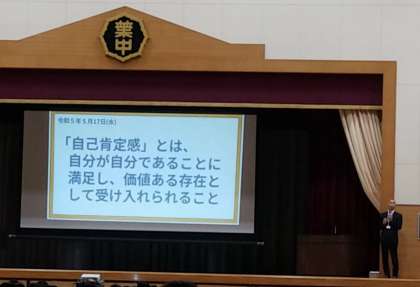 葉中
令和5年5月17日(水)
「自己肯定感」とは、
自分が自分であることに
満足し、価値ある存在と
して受け入れられること